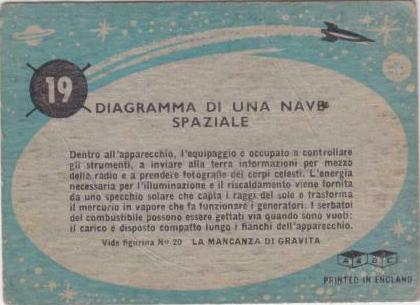 19
DIAGRAMMA DI UNA NAVE
SPAZIALE
Dentro all'apparecchio, l'equipaggio è occupato a controllare
gli strumenti, a inviare alla terra informazioni per mezzo
della radio e a prendere fotografie dei corpi celesti. L'energia
necessaria per l'illuminazione e il riscaldamento viene fornita
da uno specchio solare che capta i raggi del sole e trasforma
il mercurio in vapore che fa funzionare i generatori. I serbatoi
del combustibile possono essere gettati via quando sono vuoti:
il carico è disposto compatto lungo i fianchi dell'apparecchio.
Vide figurina No 20 LA MANCANZA DI GRAVITA
A & B C
PRINTED IN ENGLAND